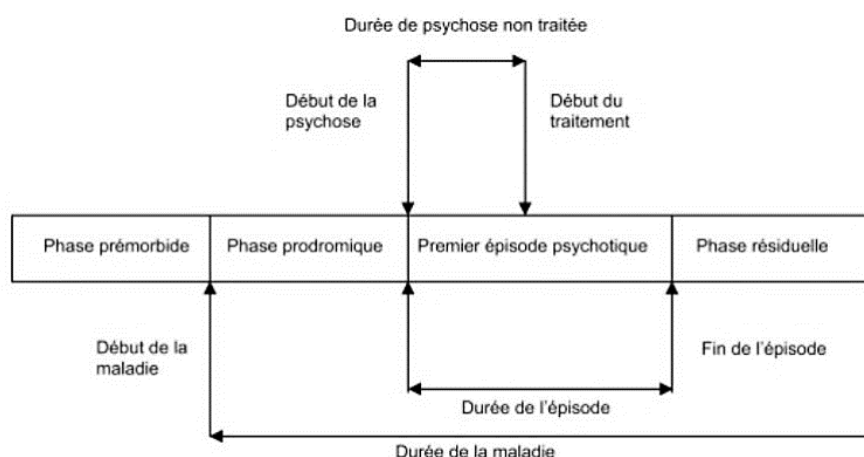 Durée de psychose non traitée
Début de la
psychose
Début du
traitement
Phase prémorbide
Phase prodromique
Premier épisode psychotique
Phase résiduelle
Début de la
maladie
Fin de l'épisode
Durée de l'épisode
Durée de la maladie